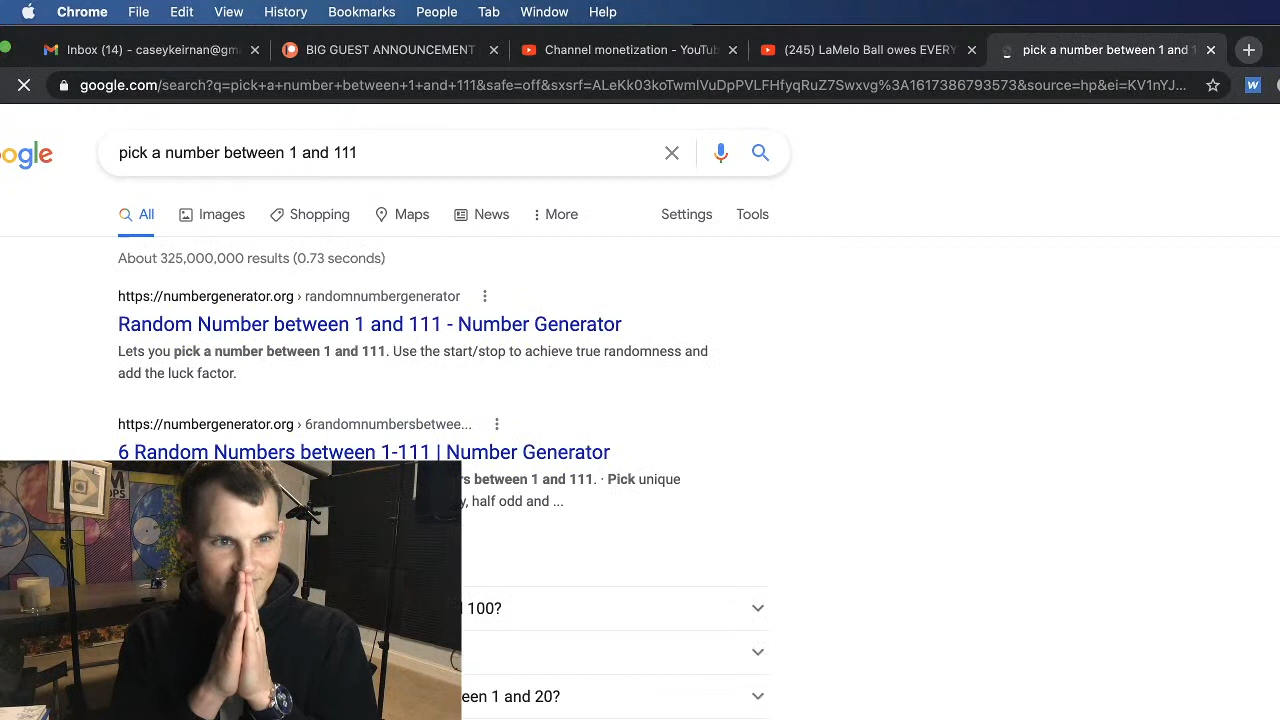 Chrome File Edit View History Bookmarks People Tab Window Help
Inbox (14) - caseykeirnan@gm
BIG GUEST ANNOUNCEMENT
Channel monetization - YouTub
(245) LaMelo Ball owes EVERY
pick a number between 1 and 1
google.com/search?q=pick+a+number+between+1+and+111&safe=off&sxsrf=ALeKk03koTwmlVuDpPVLFHfyqRuZ7Swxvg%3A1617386793573&source=hp&ei=KV1nYJ...
W
ogle
pick a number between 1 and 111
All Images Shopping Maps News More Settings Tools
About 325,000,000 results (0.73 seconds)
https://numbergenerator.org › randomnumbergenerator
Random Number between 1 and 111 - Number Generator
Lets you pick a number between 1 and 111. Use the start/stop to achieve true randomness and
add the luck factor.
https://numbergenerator.org › 6randomnumbersbetwee...
6 Random Numbers between 1-111 | Number Generator
rs between 1 and 111. · Pick unique
y, half odd and ...
100?
een 1 and 20?